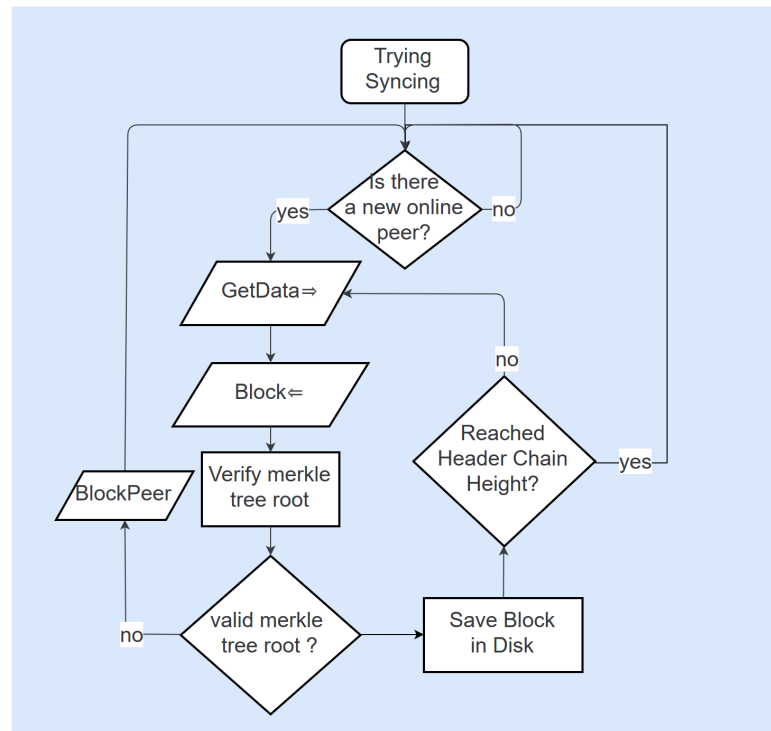 Trying
Syncing
Is there
a new online
peer?
yes
no
GetData⇒
no
Block⇐
Reached
Header Chain
Height?
yes
Verify merkle
tree root
BlockPeer
valid merkle
tree root ?
no
Save Block
in Disk